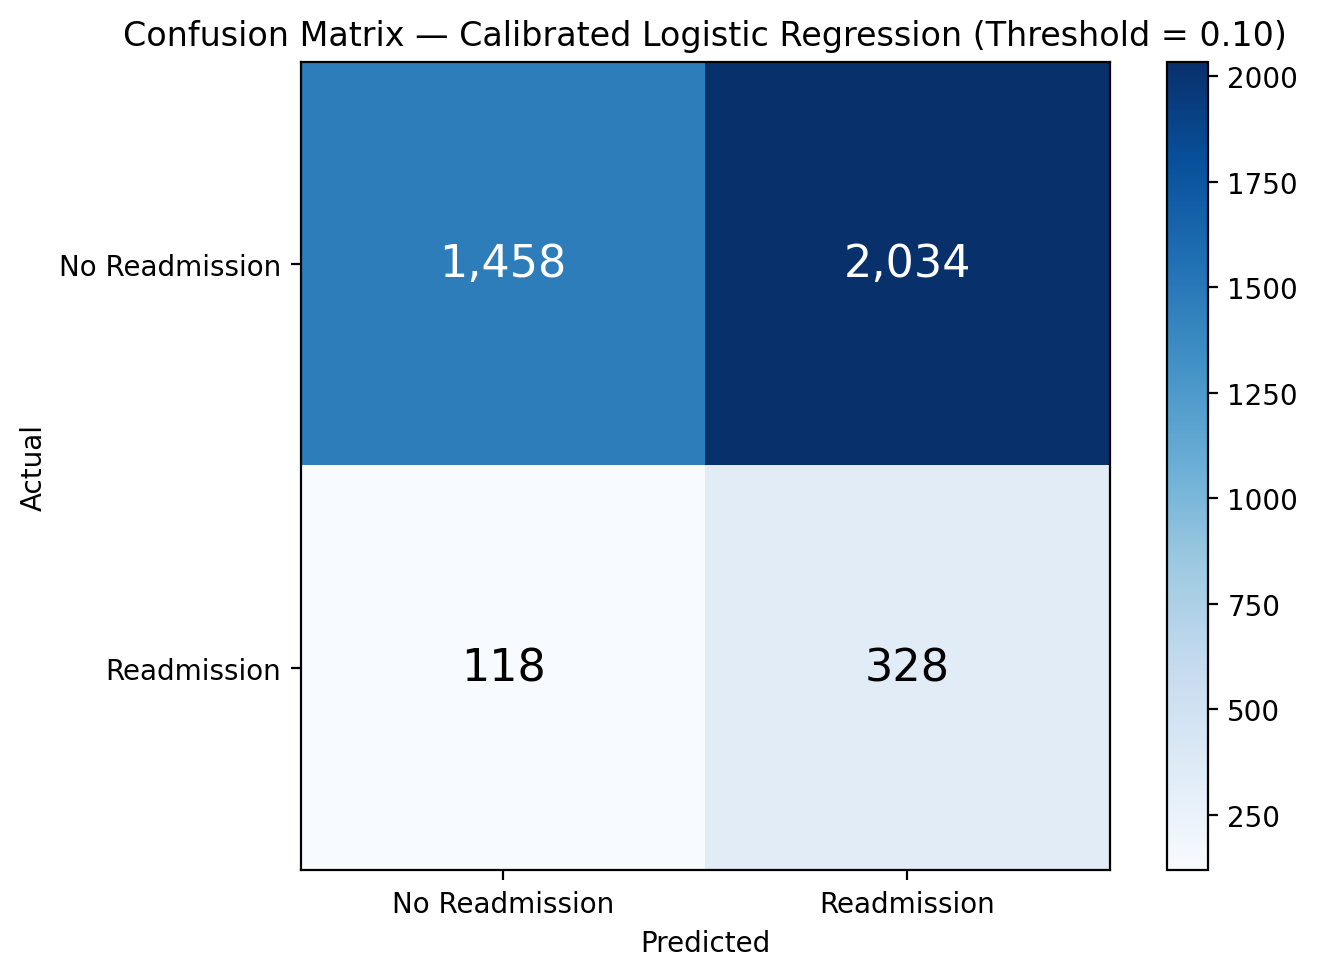 Confusion Matrix — Calibrated Logistic Regression (Threshold = 0.10)
Actual
No Readmission
Readmission
1,458
2,034
118
328
No Readmission
Readmission
Predicted
2000
1750
1500
1250
1000
750
500
250